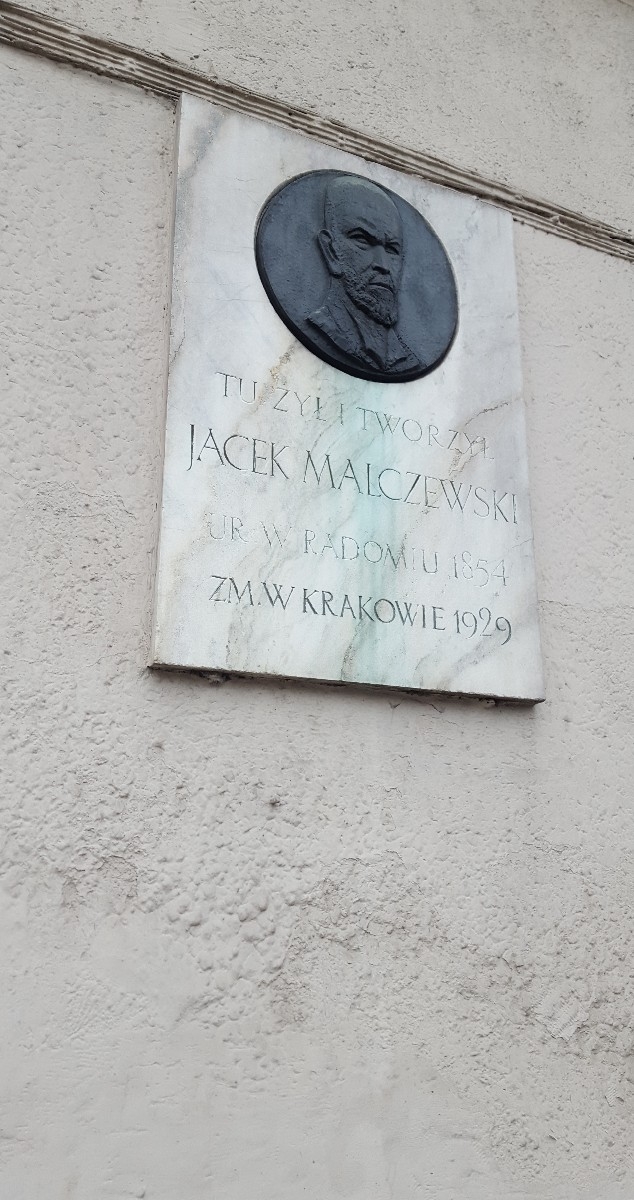 TU ŻYŁ I TWORZYŁ
JACEK MALCZEWSKI
UR. W RADOMIU 1854
ZM. W KRAKOWIE 1929